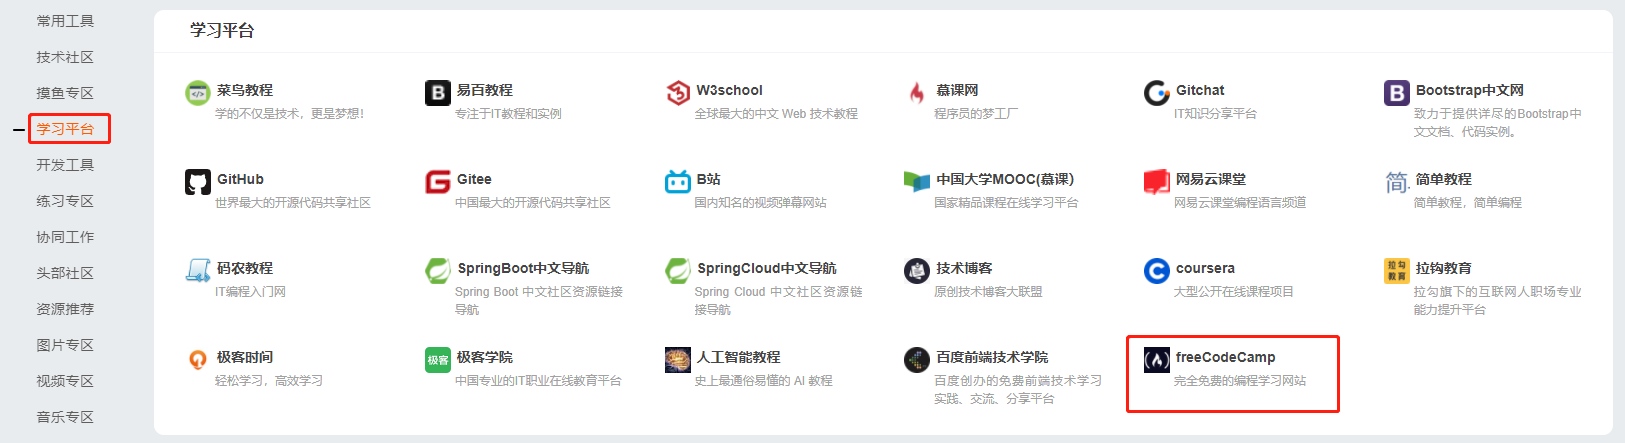 常用工具
技术社区
摸鱼专区
学习平台
开发工具
练习专区
协同工作
头部社区
资源推荐
图片专区
视频专区
音乐专区
学习平台
菜鸟教程
学的不仅是技术，更是梦想！
易百教程
专注于IT教程和实例
W3school
全球最大的中文 Web 技术教程
慕课网
程序员的梦工厂
Gitchat
IT知识分享平台
Bootstrap中文网
致力于提供详尽的Bootstrap中
文文档、代码实例。
GitHub
世界最大的开源代码共享社区
Gitee
中国最大的开源代码共享社区
B站
国内知名的视频弹幕网站
中国大学MOOC(慕课)
国家精品课程在线学习平台
网易云课堂
网易云课堂编程语言频道
简.
简单教程
简单教程，简单编程
码农教程
IT编程入门网
SpringBoot中文导航
Spring Boot 中文社区资源链接
导航
SpringCloud中文导航
Spring Cloud 中文社区资源链
接导航
技术博客
原创技术博客大联盟
coursera
大型公开在线课程项目
拉勾
教育
拉钩教育
拉勾旗下的互联网人职场专业
能力提升平台
极客时间
轻松学习，高效学习
极客
极客学院
中国专业的IT职业在线教育平台
人工智能教程
史上最通俗易懂的 AI 教程
百度前端技术学院
百度创办的免费前端技术学习
实践、交流、分享平台
freeCodeCamp
完全免费的编程学习网站